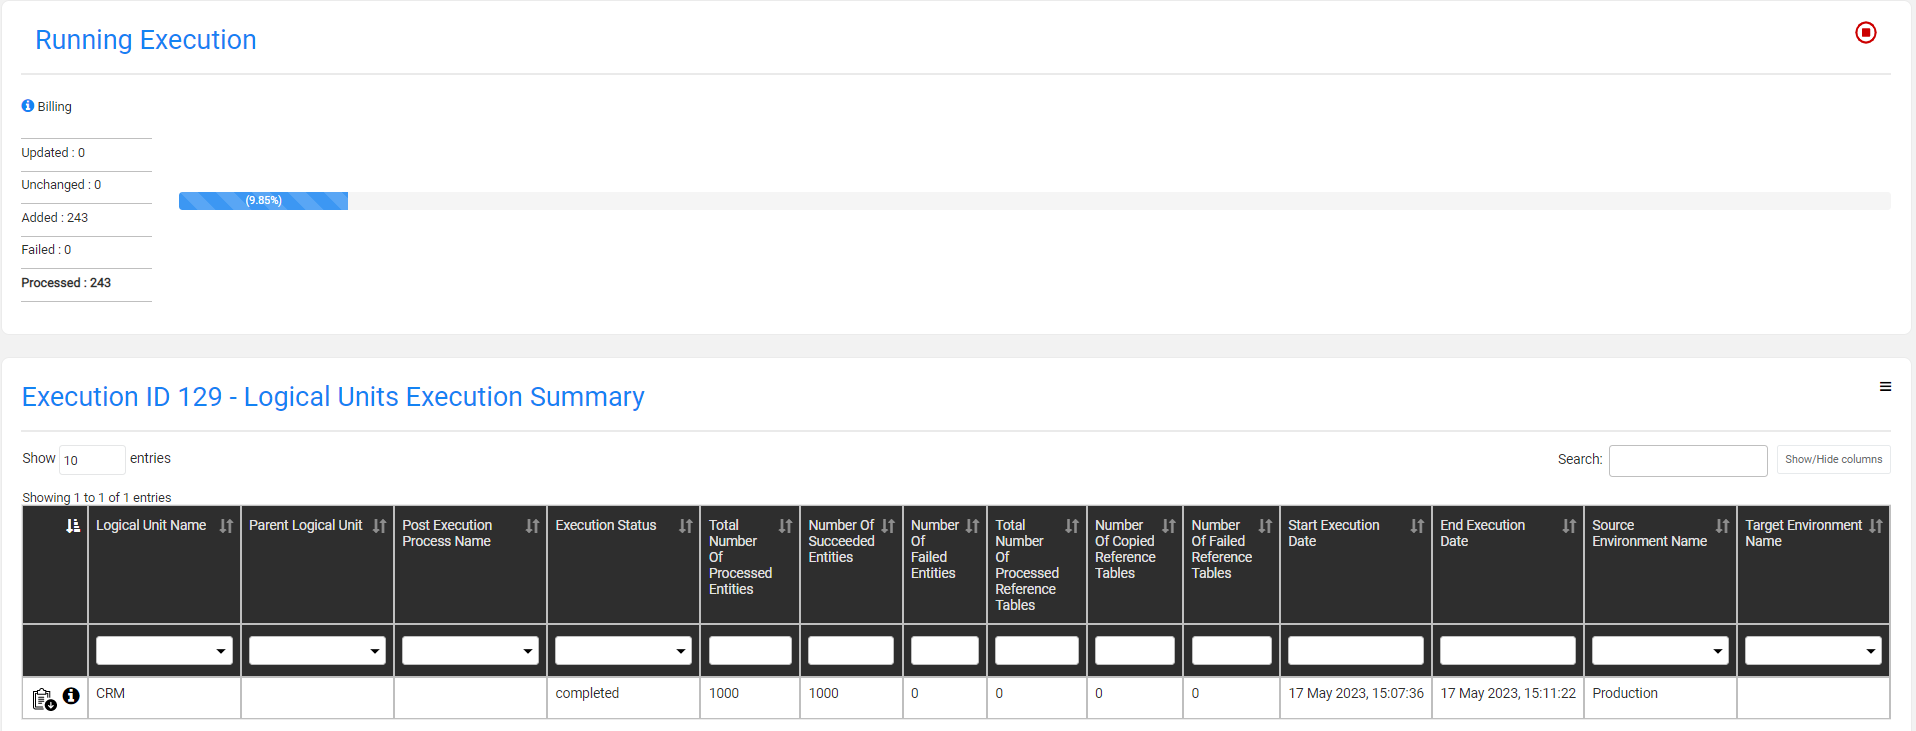 Running Execution
Billing
Updated : 0
Unchanged : 0
Added : 243
Failed : 0
Processed : 243
(9.85%)
Execution ID 129 - Logical Units Execution Summary
Show 10 entries
Search:
Show/Hide columns
Showing 1 to 1 of 1 entries
Logical Unit Name
Parent Logical Unit
Post Execution
Process Name
Execution Status
Total
Number
Of
Processed
Entities
Number Of
Succeeded
Entities
Number
Of
Failed
Entities
Total
Number
Of
Processed
Reference
Tables
Number
Of Copied
Reference
Tables
Number
Of Failed
Reference
Tables
Start Execution
Date
End Execution
Date
Source
Environment Name
Target Environment
Name
CRM completed 1000 1000 0 0 0 0 17 May 2023, 15:07:36 17 May 2023, 15:11:22 Production